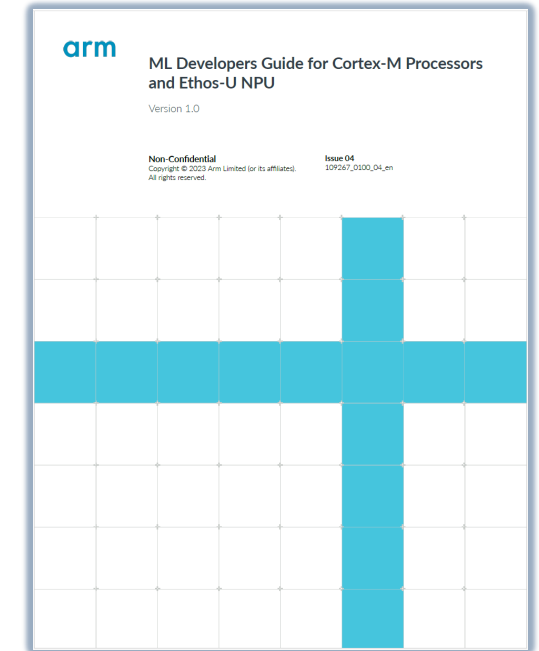 arm
ML Developers Guide for Cortex-M Processors
and Ethos-U NPU
Version 1.0
Non-Confidential
Copyright © 2023 Arm Limited (or its affiliates).
All rights reserved.
Issue 04
109267_0100_04_en